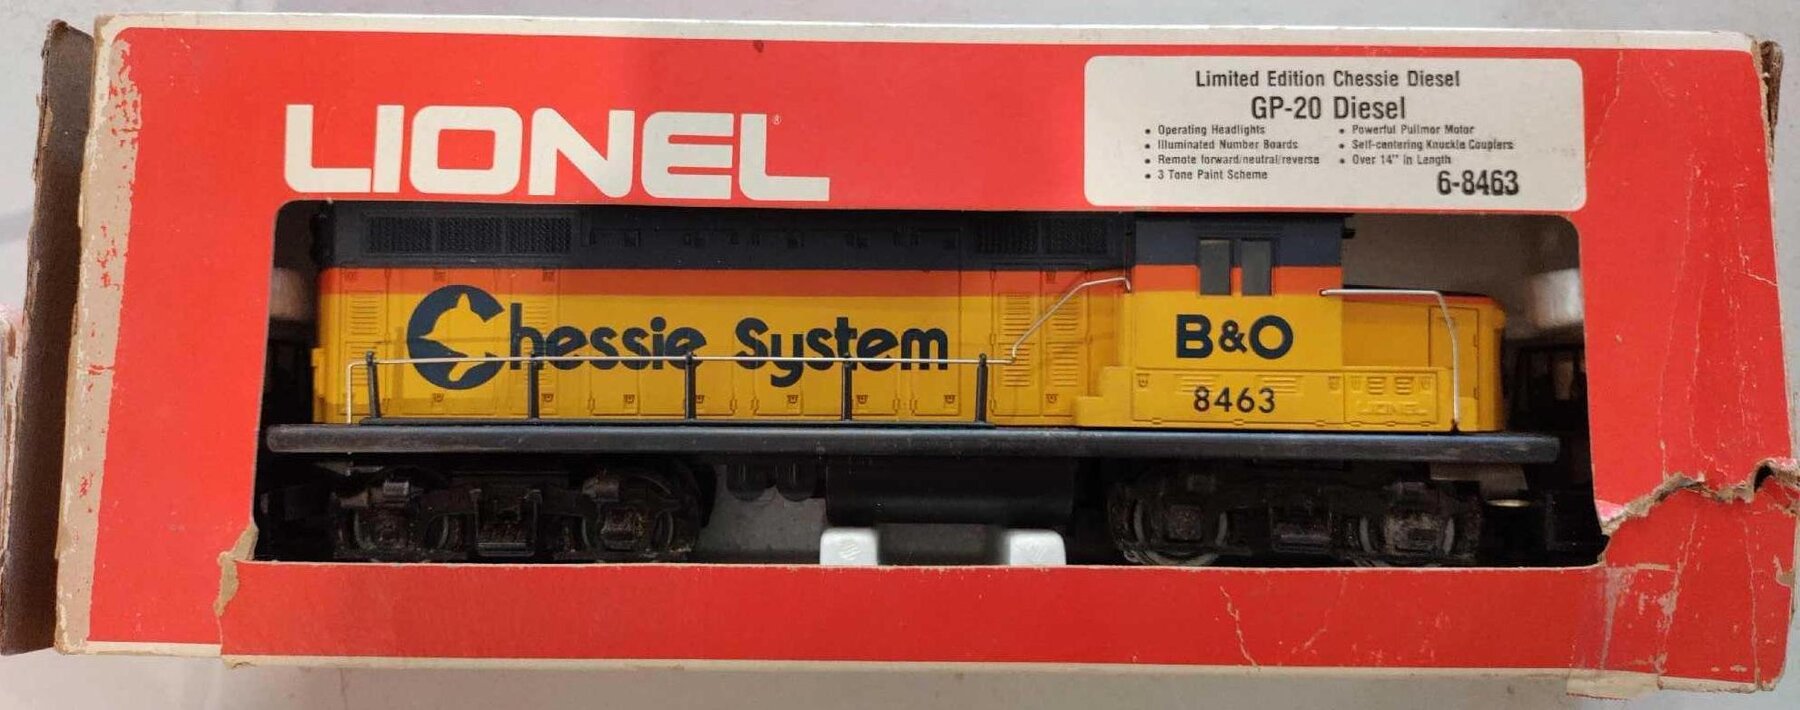 LIONEL®
Limited Edition Chessie Diesel
GP-20 Diesel
• Operating Headlights
• Illuminated Number Boards
• Remote forward/neutral/reverse
• 3 Tone Paint Scheme
• Powerful Pullmor Motor
• Self-centering Knuckle Couplers
• Over 14" in Length
6-8463
Chessie System
B&O
8463
LIONEL